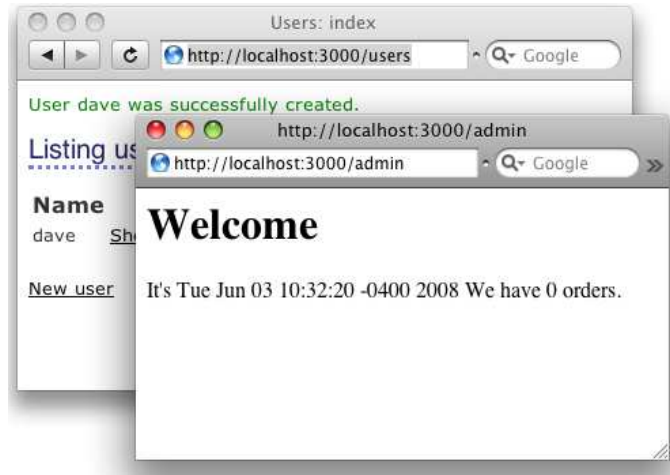 Users: index
http://localhost:3000/users
Google
User dave was successfully created.
Listing
Name
dave
New user
http://localhost:3000/admin
http://localhost:3000/admin
Google
Welcome
It's Tue Jun 03 10:32:20 -0400 2008 We have 0 orders.